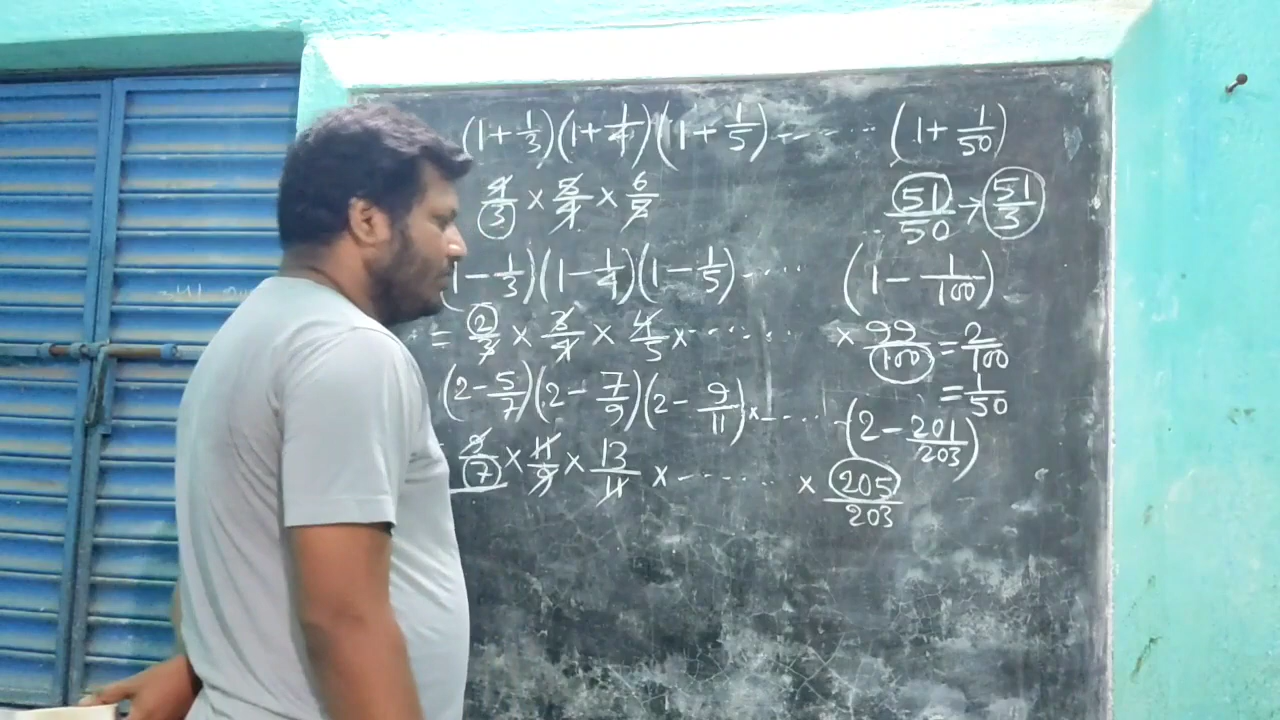 (1+1/3)(1+1/4)(1+1/5)-----(1+1/50)
4/3 × 5/4 × 6/5 51/50 → 51/3
(1-1/3)(1-1/4)(1-1/5)---- (1-1/100)
= 2/3 × 3/4 × 4/5 ×------- × 99/100 = 2/100
= 1/50
(2-5/7)(2-7/9)(2-9/11)×-----(2-201/203)
9/7 × 11/9 × 13/11 ×------- × 205/203